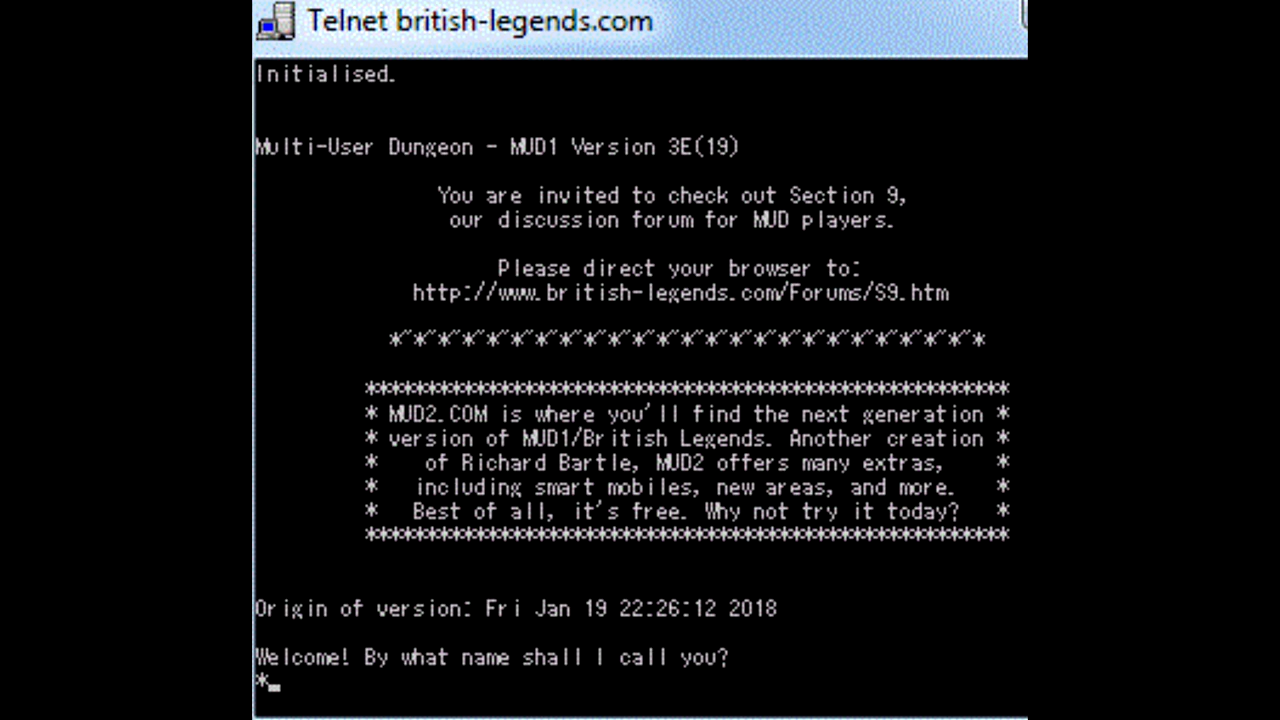 Telnet british-legends.com
Initialised.
Multi-User Dungeon - MUD1 Version 3E(19)
You are invited to check out Section 9,
our discussion forum for MUD players.
Please direct your browser to:
http://www.british-legends.com/Forums/S9.htm
*~*~*~*~*~*~*~*~*~*~*~*~*~*~*~*~*~*~*~*~*~*~*~*~*
*****************************************************
* MUD2.COM is where you'll find the next generation *
* version of MUD1/British Legends. Another creation *
* of Richard Bartle, MUD2 offers many extras, *
* including smart mobiles, new areas, and more. *
* Best of all, it's free. Why not try it today? *
*****************************************************
Origin of version: Fri Jan 19 22:26:12 2018
Welcome! By what name shall I call you?
*